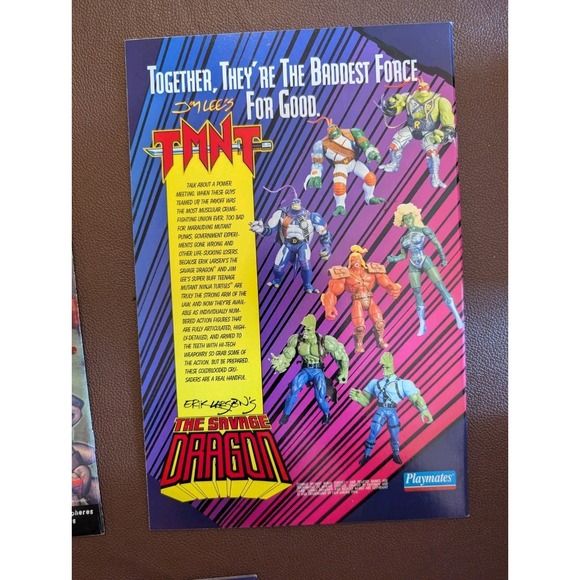 TOGETHER, THEY'RE THE BADDEST FORCE
FOR GOOD.
JIM LEE'S
TMNT
TALK ABOUT A POWER
MEETING. WHEN THESE GUYS
TEAMED UP THE PAYOFF WAS
THE MOST MUSCULAR CRIME-
FIGHTING UNION EVER. TOO BAD
FOR MARAUDING MUTANT
PUNKS, GOVERNMENT EXPERI-
MENTS GONE WRONG AND
OTHER LIFE-SUCKING LOSERS.
BECAUSE ERIK LARSEN'S THE
SAVAGE DRAGON™ AND JIM
LEE'S SUPER BUFF TEENAGE
MUTANT NINJA TURTLES® ARE
TRULY THE STRONG ARM OF THE
LAW. AND NOW THEY'RE AVAIL-
ABLE AS INDIVIDUALLY NUM-
BERED ACTION FIGURES THAT
ARE FULLY ARTICULATED, HIGH-
LY-DETAILED, AND ARMED TO
THE TEETH WITH HI-TECH
WEAPONRY. SO GRAB SOME OF
THE ACTION. BUT BE PREPARED.
THESE COLDBLOODED CRU-
SADERS ARE A REAL HANDFUL.
ERIK LARSEN'S
THE SAVAGE
DRAGON
Playmates
pheres
s